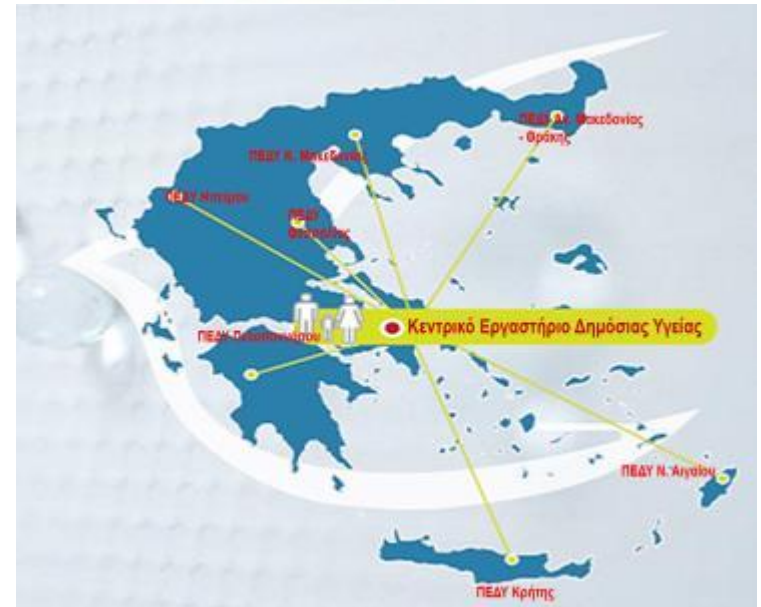 ΠΕΔΥ Αν. Μακεδονίας
- Θράκης
ΠΕΔΥ Κ. Μακεδονίας
ΠΕΔΥ Ηπείρου
ΠΕΔΥ
Θεσσαλίας
Κεντρικό Εργαστήριο Δημόσιας Υγείας
ΠΕΔΥ Πελοποννήσου
ΠΕΔΥ Ν. Αιγαίου
ΠΕΔΥ Κρήτης